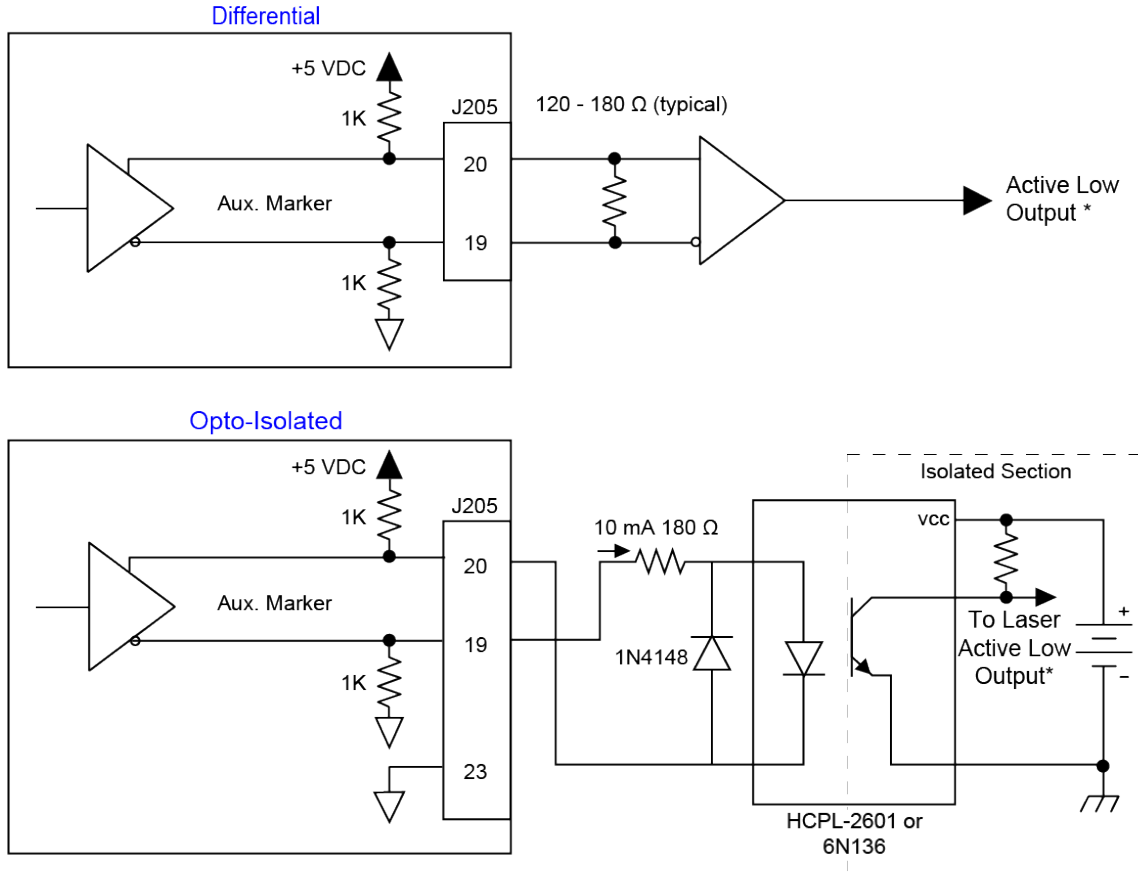 Differential
+5 VDC
1K
J205
120 - 180 Ω (typical)
20
Aux. Marker
Active Low
Output *
19
1K
Opto-Isolated
+5 VDC
Isolated Section
1K
J205
vcc
10 mA 180 Ω
20
Aux. Marker
To Laser
Active Low
Output*
+
−
19
1N4148
1K
23
HCPL-2601 or
6N136